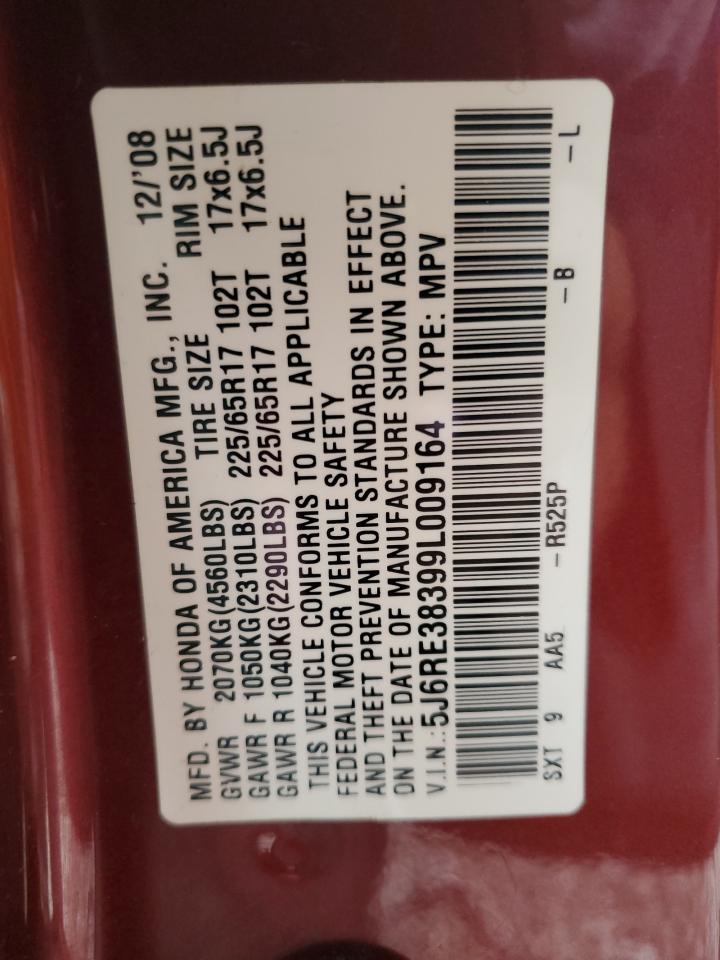 MFD. BY HONDA OF AMERICA MFG., INC. 12/'08
GVWR 2070KG(4560LBS) TIRE SIZE RIM SIZE
GAWR F 1050KG(2310LBS) 225/65R17 102T 17x6.5J
GAWR R 1040KG(2290LBS) 225/65R17 102T 17x6.5J
THIS VEHICLE CONFORMS TO ALL APPLICABLE
FEDERAL MOTOR VEHICLE SAFETY
AND THEFT PREVENTION STANDARDS IN EFFECT
ON THE DATE OF MANUFACTURE SHOWN ABOVE.
V.I.N.:5J6RE38399L009164 TYPE: MPV
SXT 9 AA5 -R525P -B -L